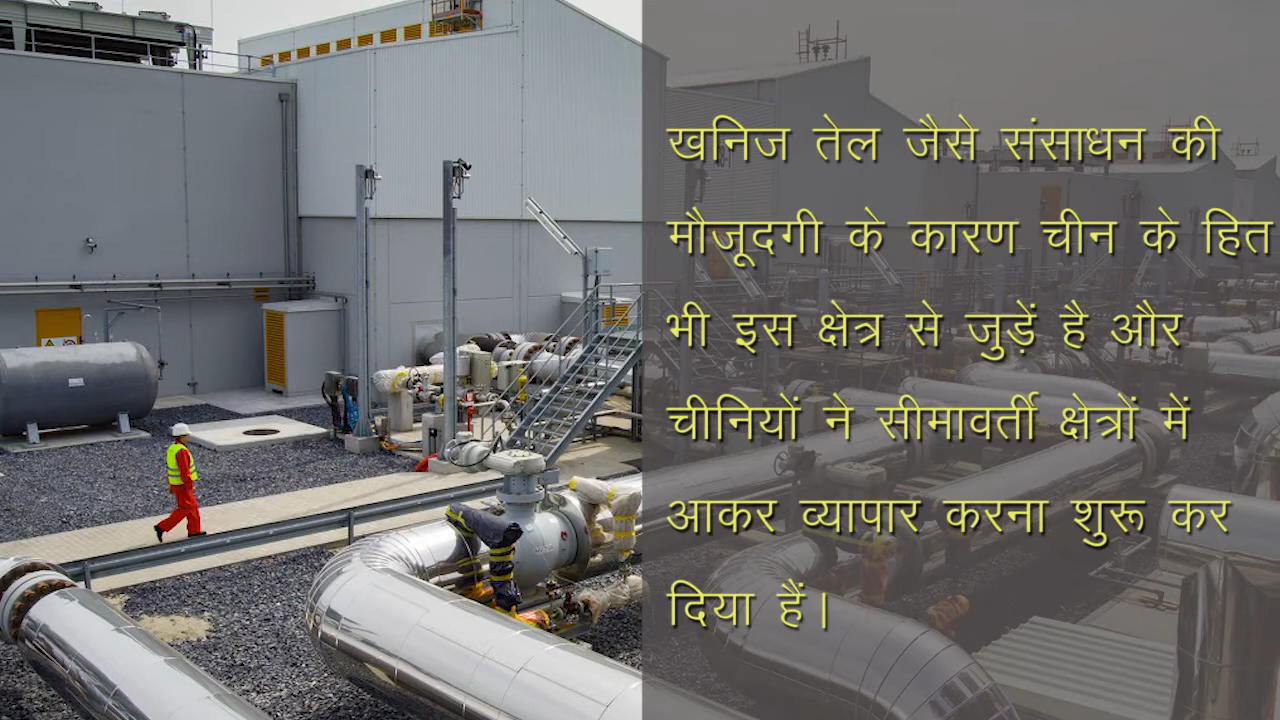 खनिज तेल जैसे संसाधन की
मौजूदगी के कारण चीन के हित
भी इस क्षेत्र से जुड़ें है और
चीनियों ने सीमावर्ती क्षेत्रों में
आकर व्यापार करना शुरू कर
दिया हैं।